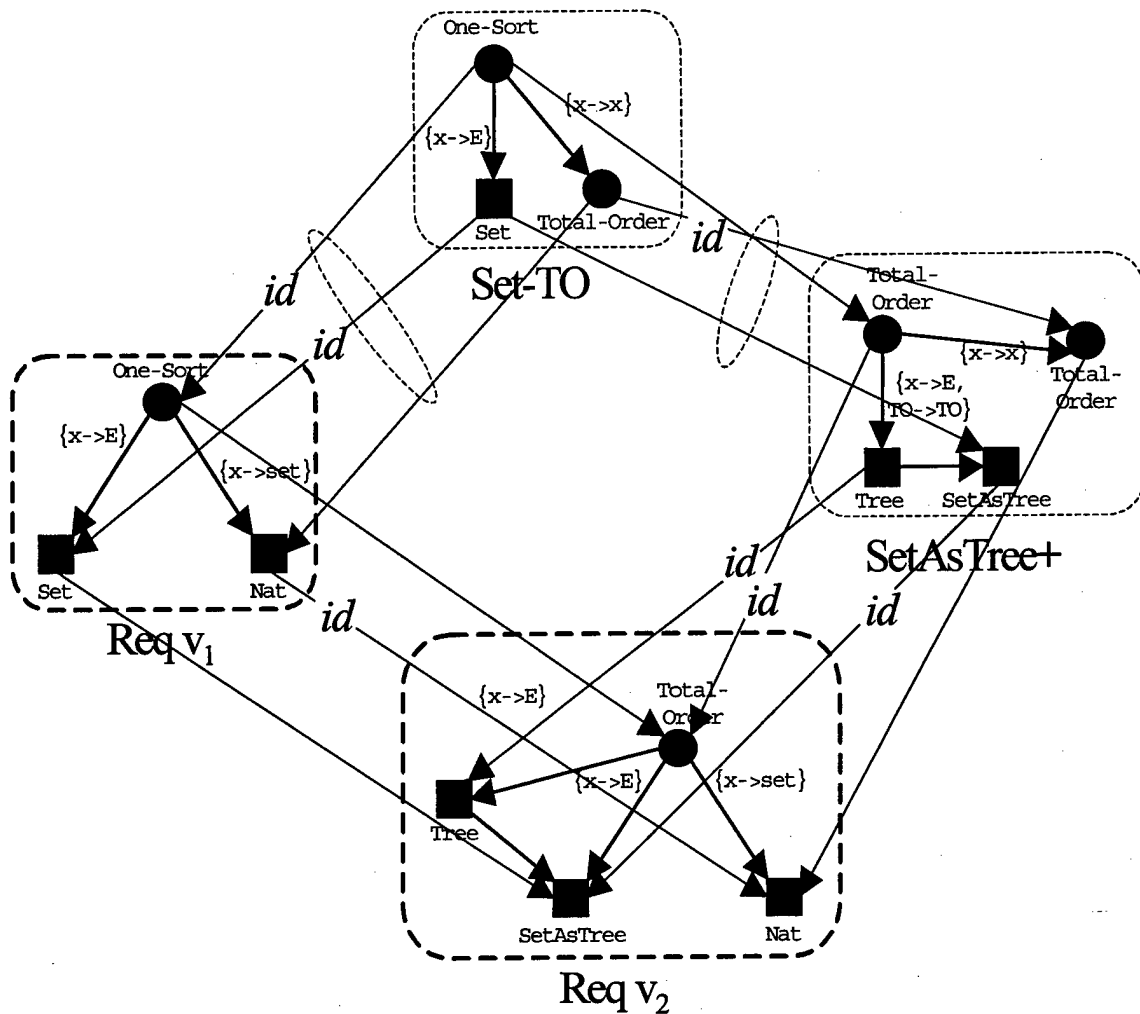 One-Sort
{x->x}
{x->E}
Set
Total-Order
id
Set-TO
id
id
Total-
Order
{x->x}
Total-
Order
{x->E,
TO->TO}
Tree
SetAsTree
SetAsTree+
One-Sort
{x->E}
{x->set}
Set
Nat
Req v1
id
id
id
id
{x->E}
Total-
Order
{x->E}
{x->set}
Tree
SetAsTree
Nat
Req v2